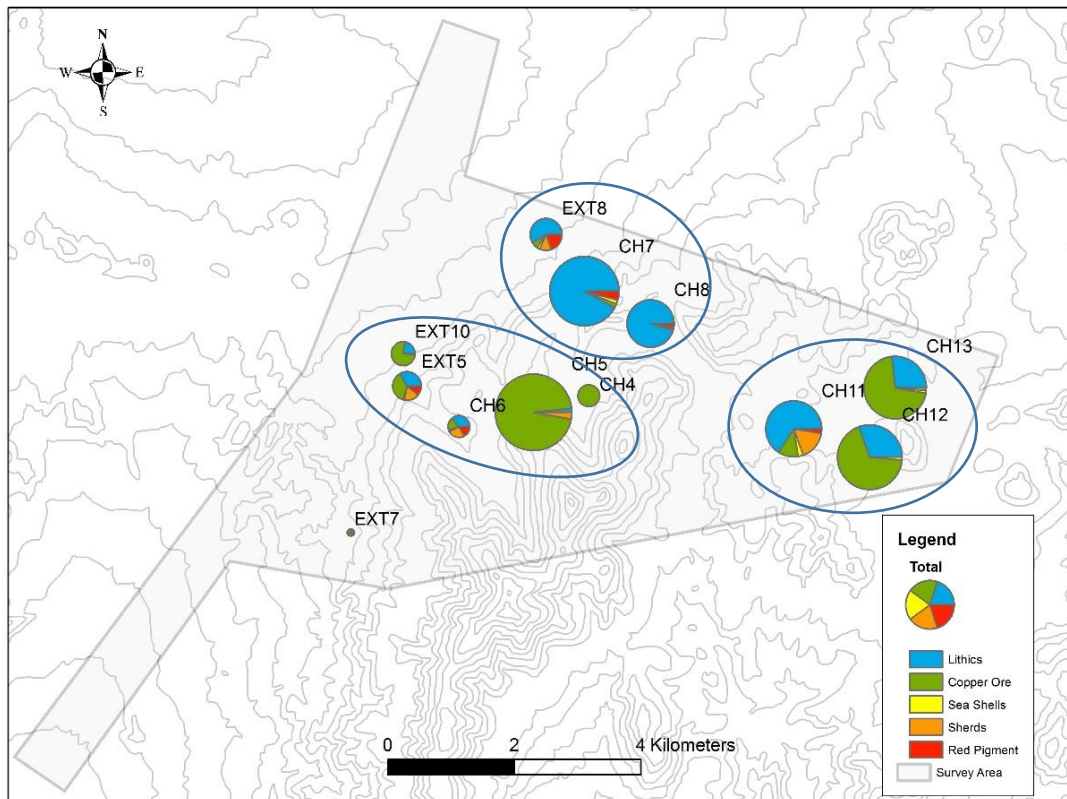 N
W E
S
EXT8
CH7
CH8
EXT10
EXT5
CH5
CH4
CH6
CH13
CH11
CH12
EXT7
0 2 4 Kilometers
Legend
Total
Lithics
Copper Ore
Sea Shells
Sherds
Red Pigment
Survey Area